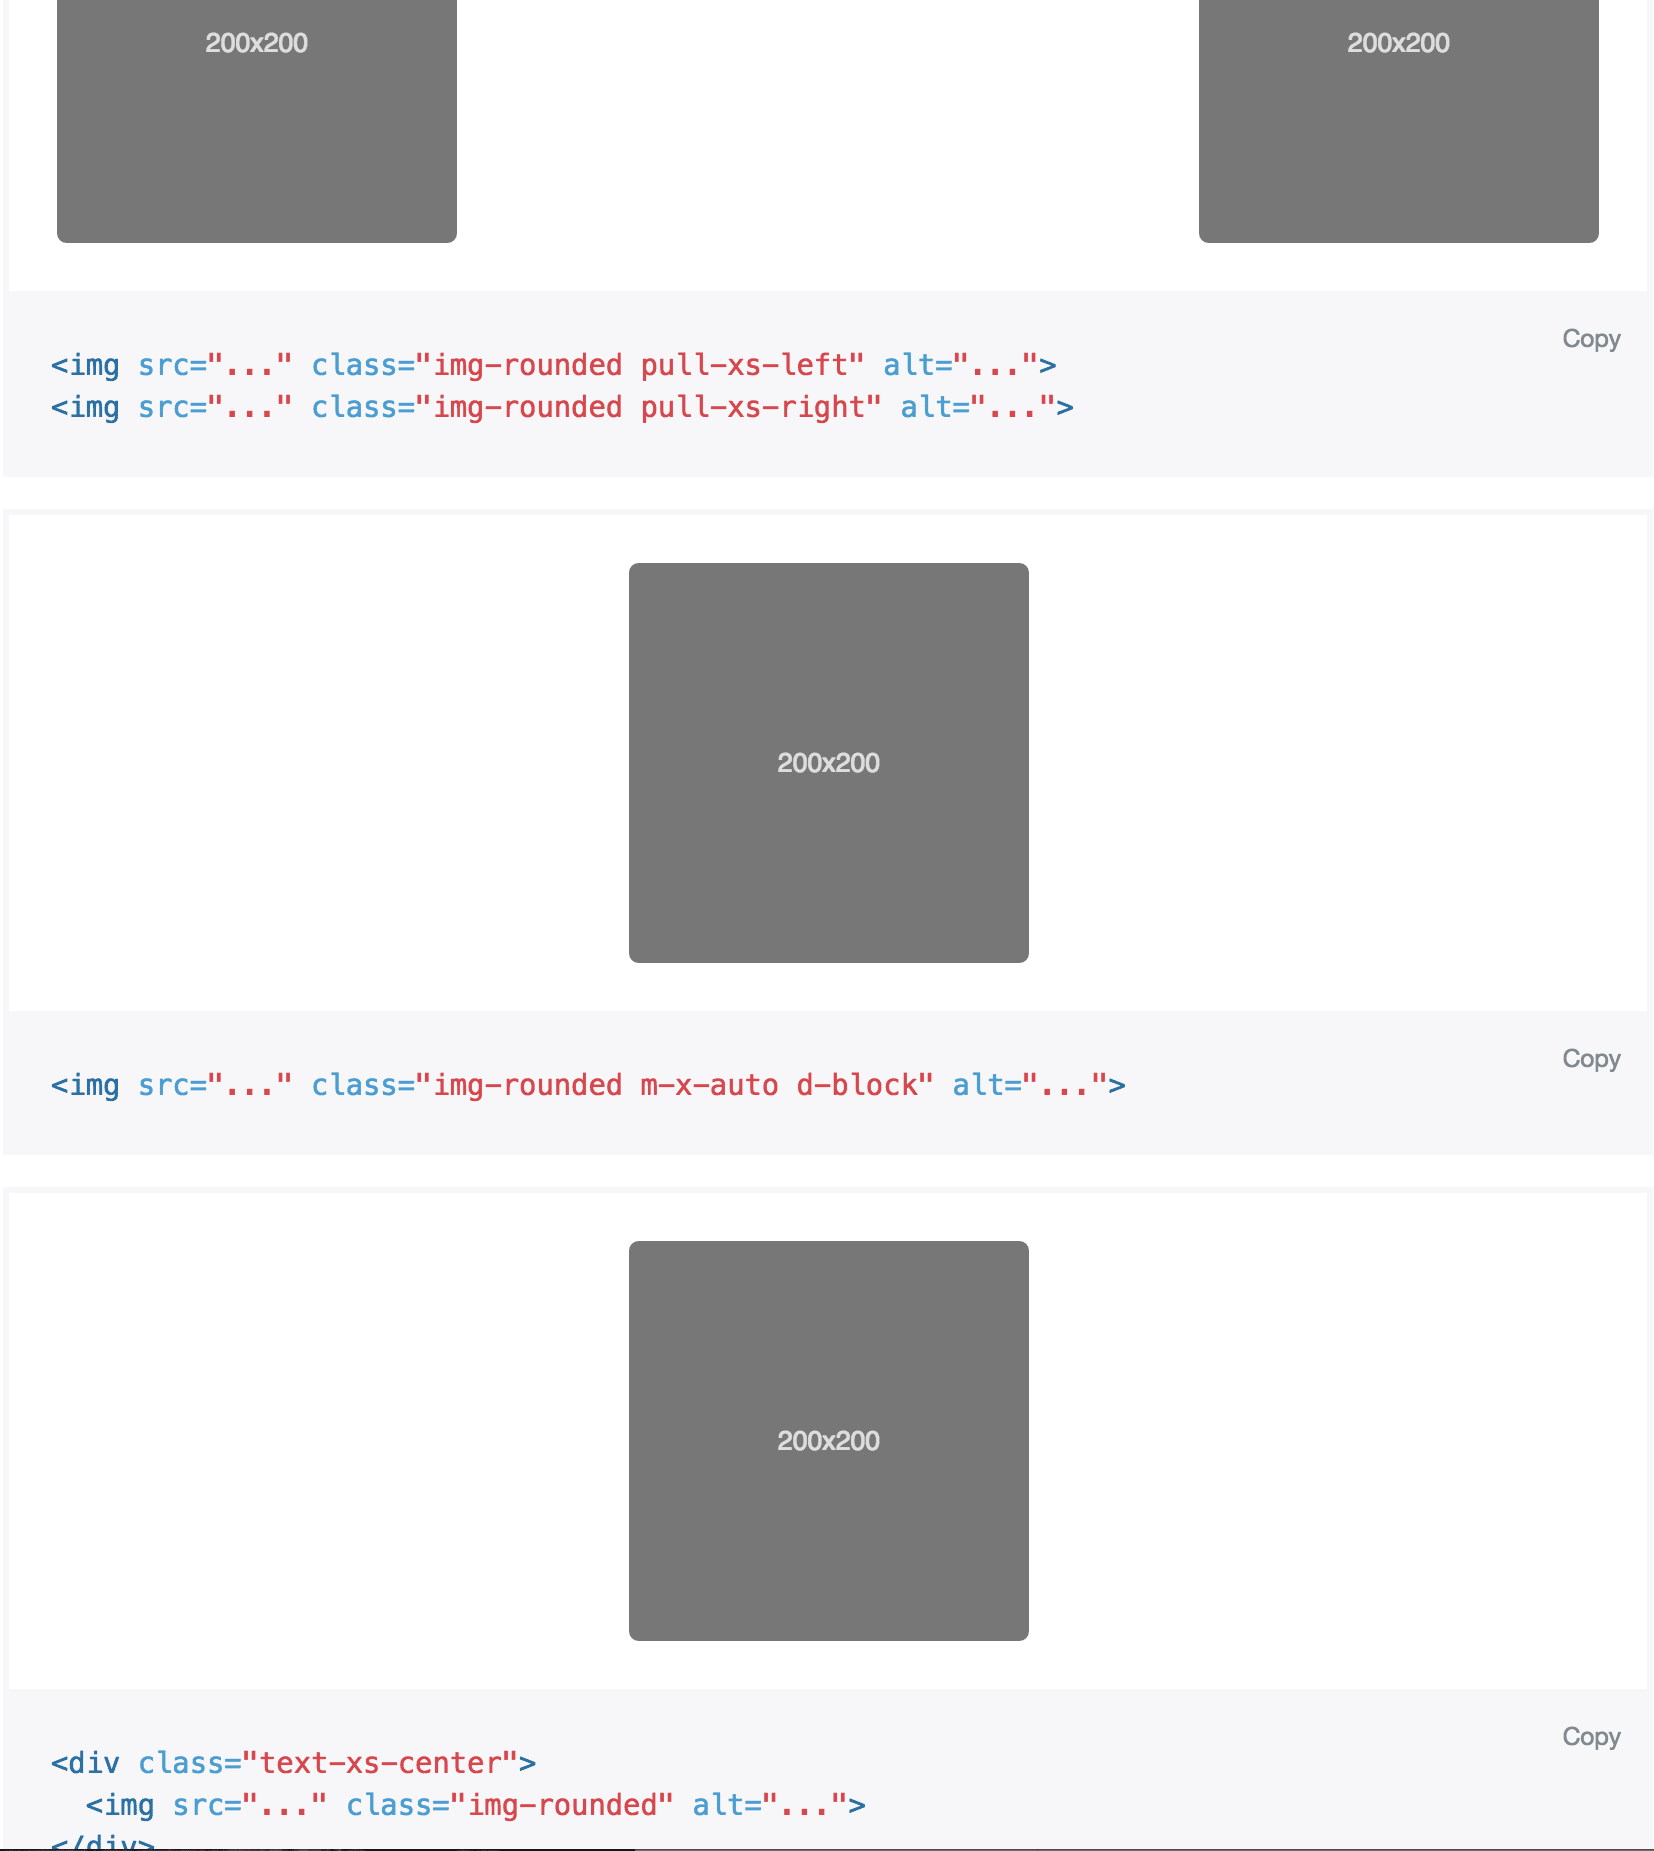 200x200 200x200
Copy
<img src="..." class="img-rounded pull-xs-left" alt="...">
<img src="..." class="img-rounded pull-xs-right" alt="...">
200x200
Copy
<img src="..." class="img-rounded m-x-auto d-block" alt="...">
200x200
Copy
<div class="text-xs-center">
  <img src="..." class="img-rounded" alt="...">
</div>